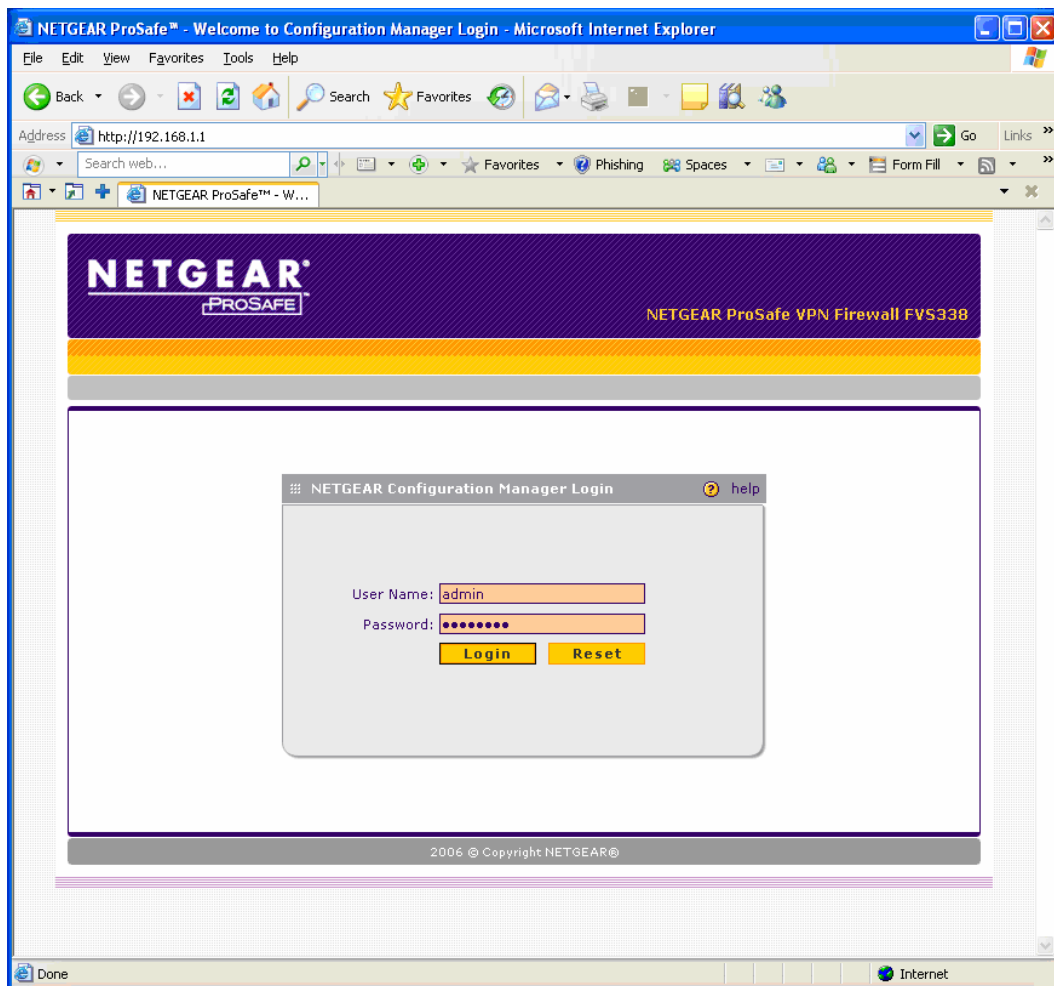 NETGEAR ProSafe™ - Welcome to Configuration Manager Login - Microsoft Internet Explorer
File Edit View Favorites Tools Help
Back Search Favorites
Address http://192.168.1.1 Go Links »
Search web... Favorites Phishing Spaces Form Fill »
NETGEAR ProSafe™ - W...
NETGEAR®
PROSAFE
NETGEAR ProSafe VPN Firewall FVS338
NETGEAR Configuration Manager Login ? help
User Name: admin
Password: ••••••••
Login Reset
2006 © Copyright NETGEAR®
Done Internet